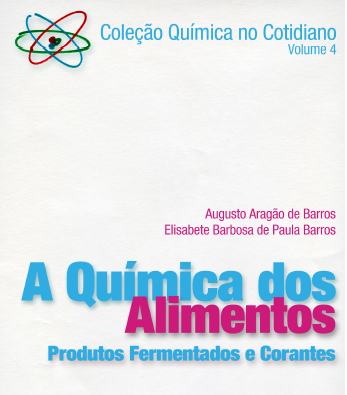 Coleção Química no Cotidiano
Volume 4
Augusto Aragão de Barros
Elisabete Barbosa de Paula Barros
A Química dos
Alimentos
Produtos Fermentados e Corantes